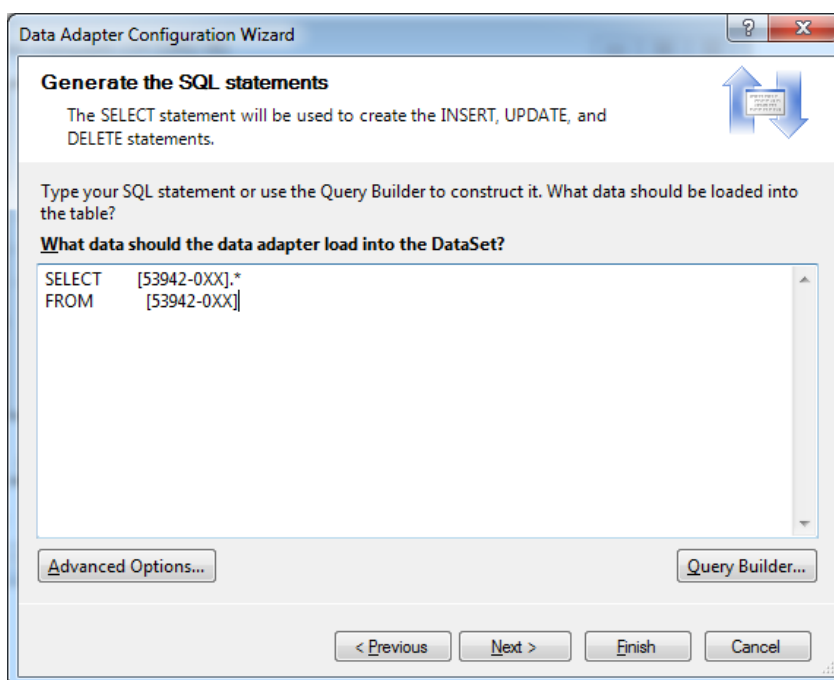 Data Adapter Configuration Wizard
Generate the SQL statements
The SELECT statement will be used to create the INSERT, UPDATE, and
DELETE statements.
Type your SQL statement or use the Query Builder to construct it. What data should be loaded into
the table?
What data should the data adapter load into the DataSet?
SELECT [53942-0XX].*
FROM [53942-0XX]
Advanced Options...
Query Builder...
< Previous
Next >
Finish
Cancel